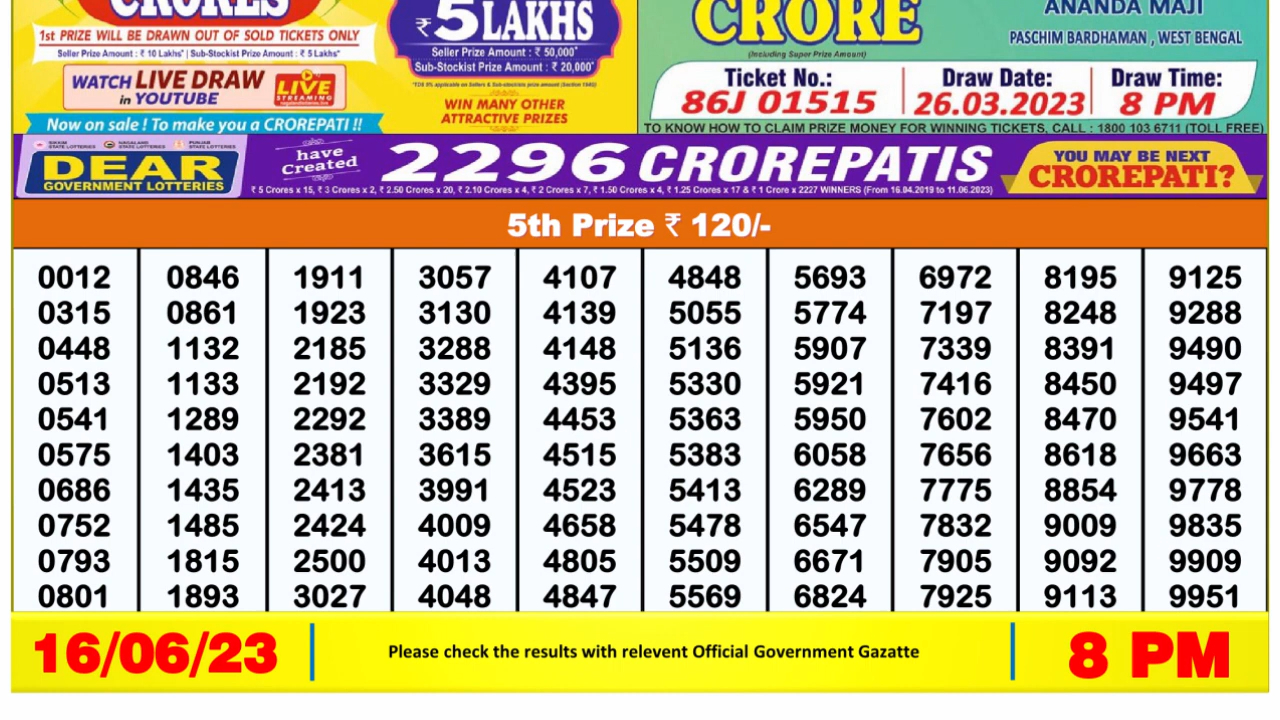 CRORES
1st PRIZE WILL BE DRAWN OUT OF SOLD TICKETS ONLY
Seller Prize Amount : ₹ 10 Lakhs* | Sub-Stockist Prize Amount : ₹ 5 Lakhs*
WATCH LIVE DRAW
in YOUTUBE
LIVE
STREAMING
Now on sale ! To make you a CROREPATI !!
₹ 5 LAKHS
Seller Prize Amount : ₹ 50,000*
Sub-Stockist Prize Amount : ₹ 20,000*
WIN MANY OTHER
ATTRACTIVE PRIZES
CRORE
(Including Super Prize Amount)
ANANDA MAJI
PASCHIM BARDHAMAN , WEST BENGAL
Ticket No.: Draw Date: Draw Time:
86J 01515 26.03.2023 8 PM
TO KNOW HOW TO CLAIM PRIZE MONEY FOR WINNING TICKETS, CALL : 1800 103 6711 (TOLL FREE)
SIKKIM STATE LOTTERIES NAGALAND STATE LOTTERIES PUNJAB STATE LOTTERIES
DEAR
GOVERNMENT LOTTERIES
have
Created
2296 CROREPATIS
₹ 5 Crores x 15, ₹ 3 Crores x 2, ₹ 2.50 Crores x 20, ₹ 2.10 Crores x 4, ₹ 2 Crores x 7, ₹ 1.50 Crores x 4, ₹ 1.25 Crores x 17 & ₹ 1 Crore x 2227 WINNERS (From 16.04.2019 to 11.06.2023)
YOU MAY BE NEXT
CROREPATI?
5th Prize ₹ 120/-
0012 0846 1911 3057 4107 4848 5693 6972 8195 9125
0315 0861 1923 3130 4139 5055 5774 7197 8248 9288
0448 1132 2185 3288 4148 5136 5907 7339 8391 9490
0513 1133 2192 3329 4395 5330 5921 7416 8450 9497
0541 1289 2292 3389 4453 5363 5950 7602 8470 9541
0575 1403 2381 3615 4515 5383 6058 7656 8618 9663
0686 1435 2413 3991 4523 5413 6289 7775 8854 9778
0752 1485 2424 4009 4658 5478 6547 7832 9009 9835
0793 1815 2500 4013 4805 5509 6671 7905 9092 9909
0801 1893 3027 4048 4847 5569 6824 7925 9113 9951
16/06/23
Please check the results with relevent Official Government Gazatte
8 PM